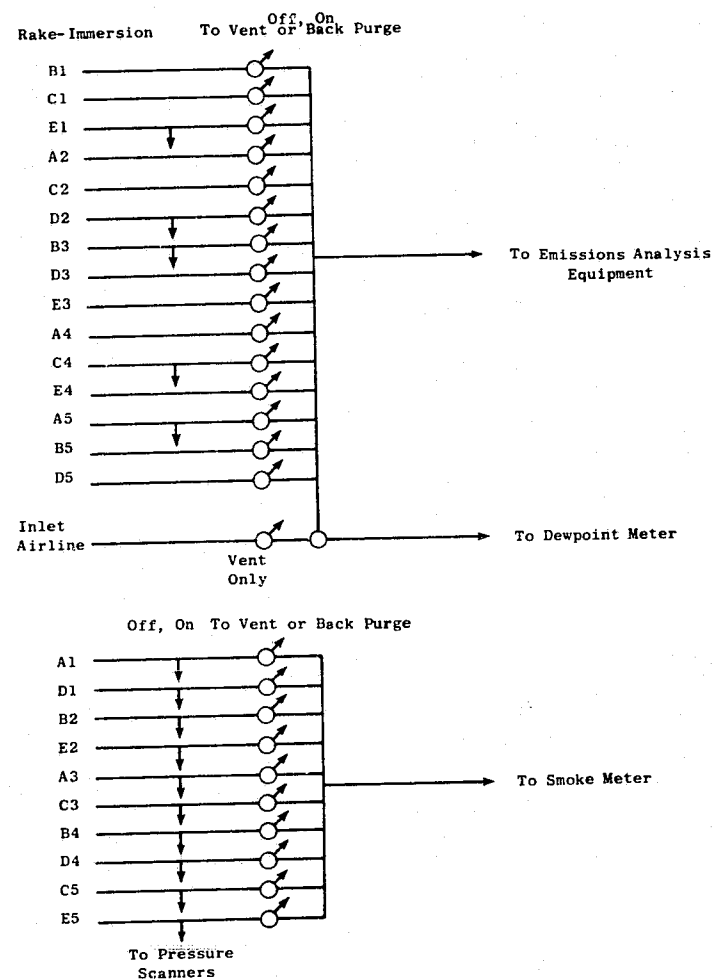 Off, On
Rake-Immersion To Vent or Back Purge
B1
C1
E1
A2
C2
D2
B3
D3
E3
A4
C4
E4
A5
B5
D5
To Emissions Analysis
Equipment
Inlet
Airline
Vent
Only
To Dewpoint Meter
Off, On To Vent or Back Purge
A1
D1
B2
E2
A3
C3
B4
D4
C5
E5
To Smoke Meter
To Pressure
Scanners